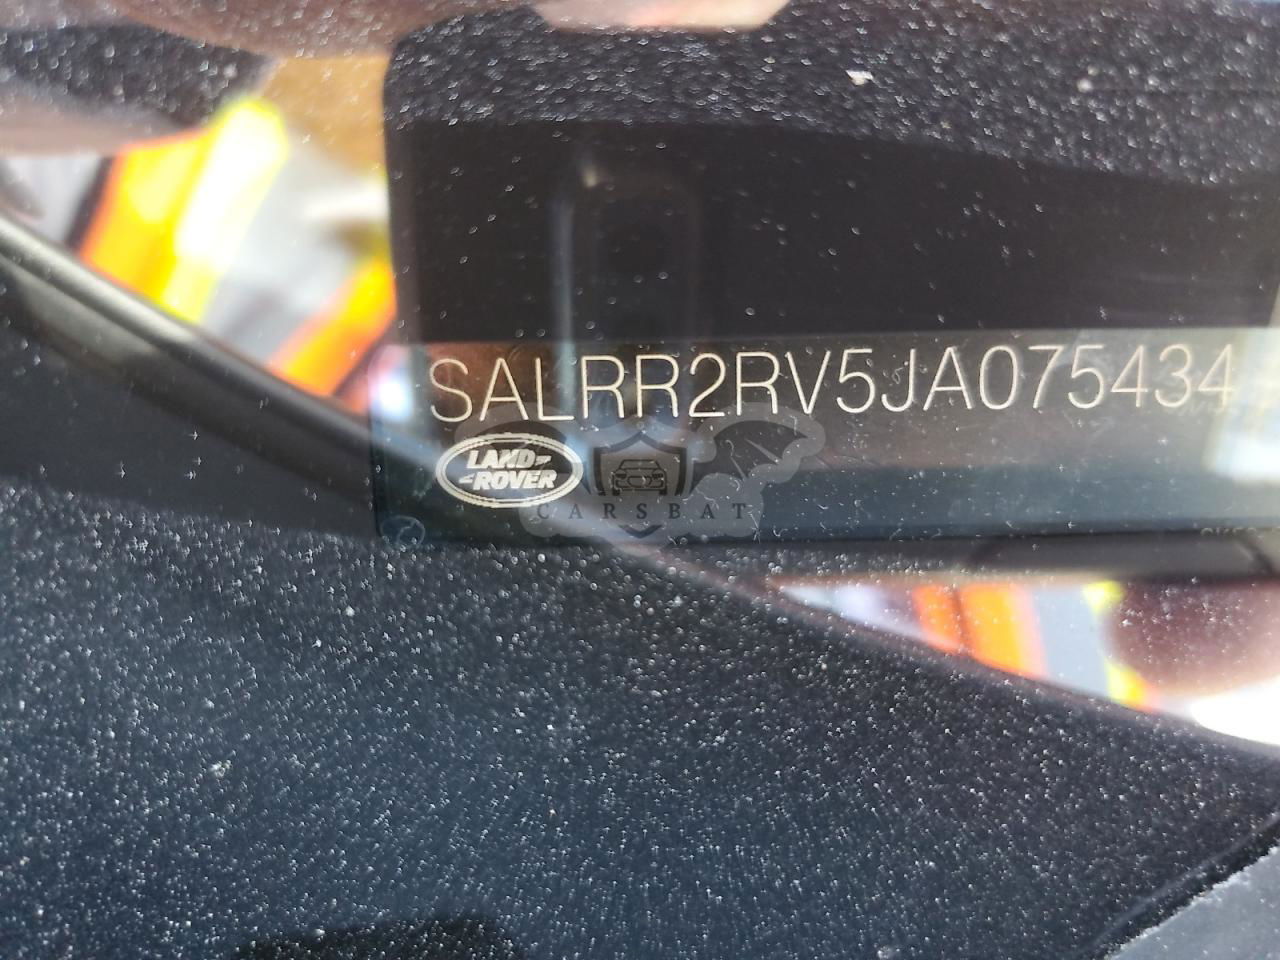 SALRR2RV5JA075434
LAND-
-ROVER
CARSBAT